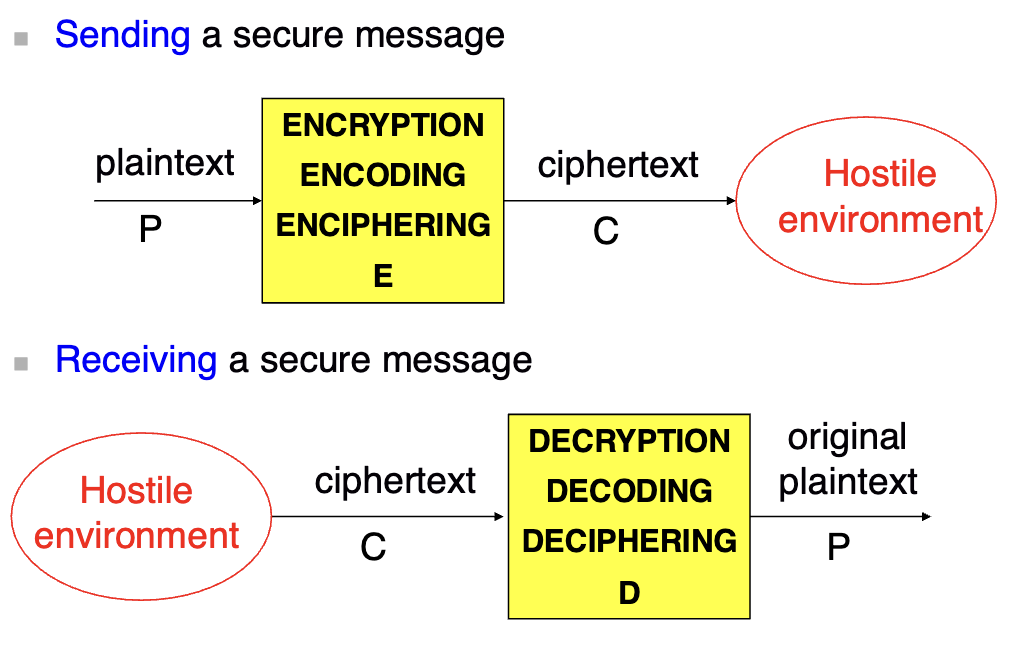 Sending a secure message
plaintext
P
ENCRYPTION
ENCODING
ENCIPHERING
E
ciphertext
C
Hostile
environment
Receiving a secure message
Hostile
environment
ciphertext
C
DECRYPTION
DECODING
DECIPHERING
D
original
plaintext
P